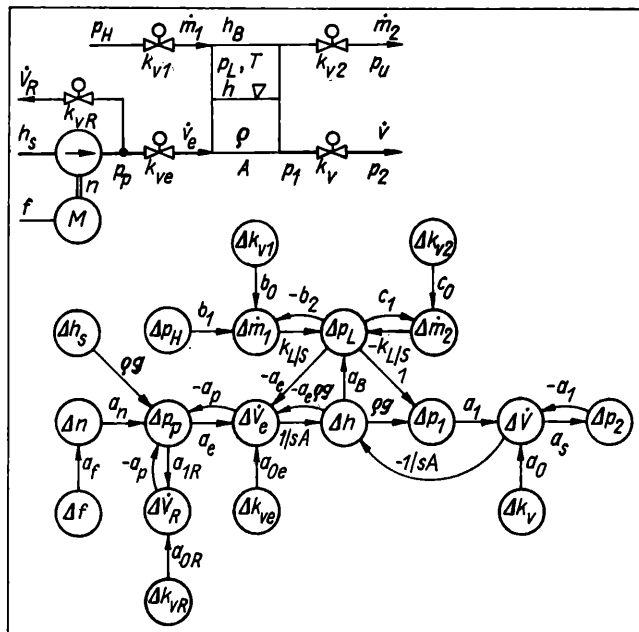 p_H ṁ_1 h_B ṁ_2
k_v1 p_L, T k_v2 p_u
V̇_R h
k_vR
h_s V̇_e ρ V̇
p_p k_ve A p_1 k_v p_2
n
f M
Δk_v1 Δk_v2
b_0 c_0
-b_2 c_1
Δp_H b_1 Δṁ_1 Δp_L Δṁ_2
k_L/s -k_L/s
Δh_s
ρg -a_e a_B 1
-a_p -a_eρg -a_1
Δn a_n Δp_p a_e ΔV̇_e 1/sA Δh ρg Δp_1 a_1 ΔV̇ a_s Δp_2
a_f -a_p a_1R a_0e -1/sA a_0
Δf ΔV̇_R Δk_ve Δk_v
a_0R
Δk_vR